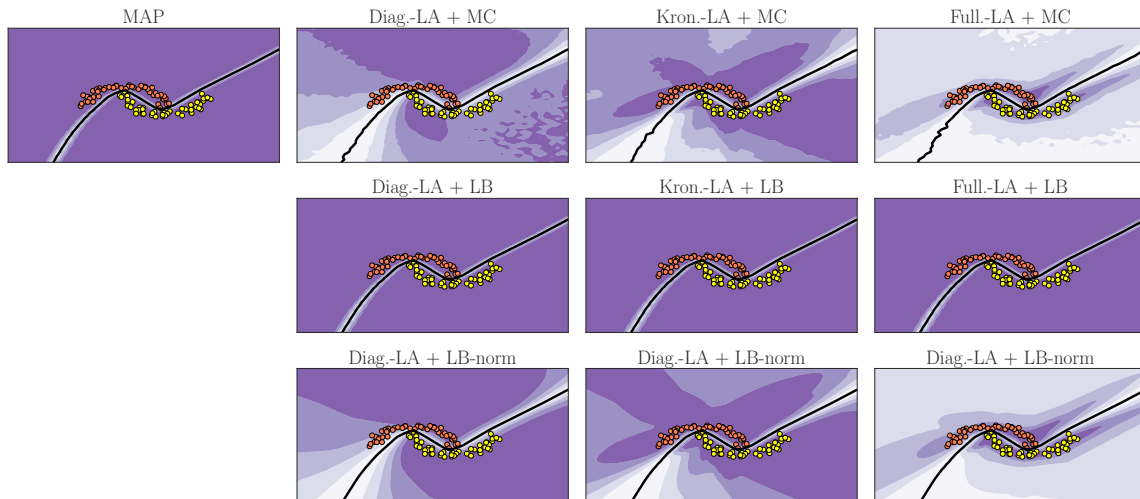 MAP
Diag.-LA + MC
Kron.-LA + MC
Full.-LA + MC
Diag.-LA + LB
Kron.-LA + LB
Full.-LA + LB
Diag.-LA + LB-norm
Diag.-LA + LB-norm
Diag.-LA + LB-norm